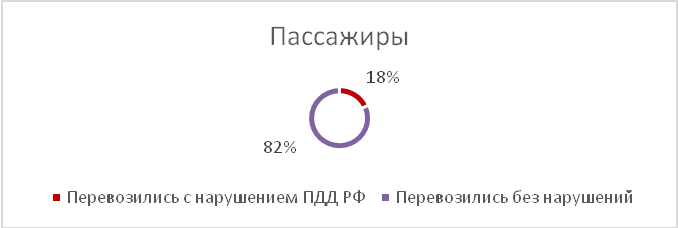 Пассажиры
18%
82%
Перевозились с нарушением ПДД РФ
Перевозились без нарушений